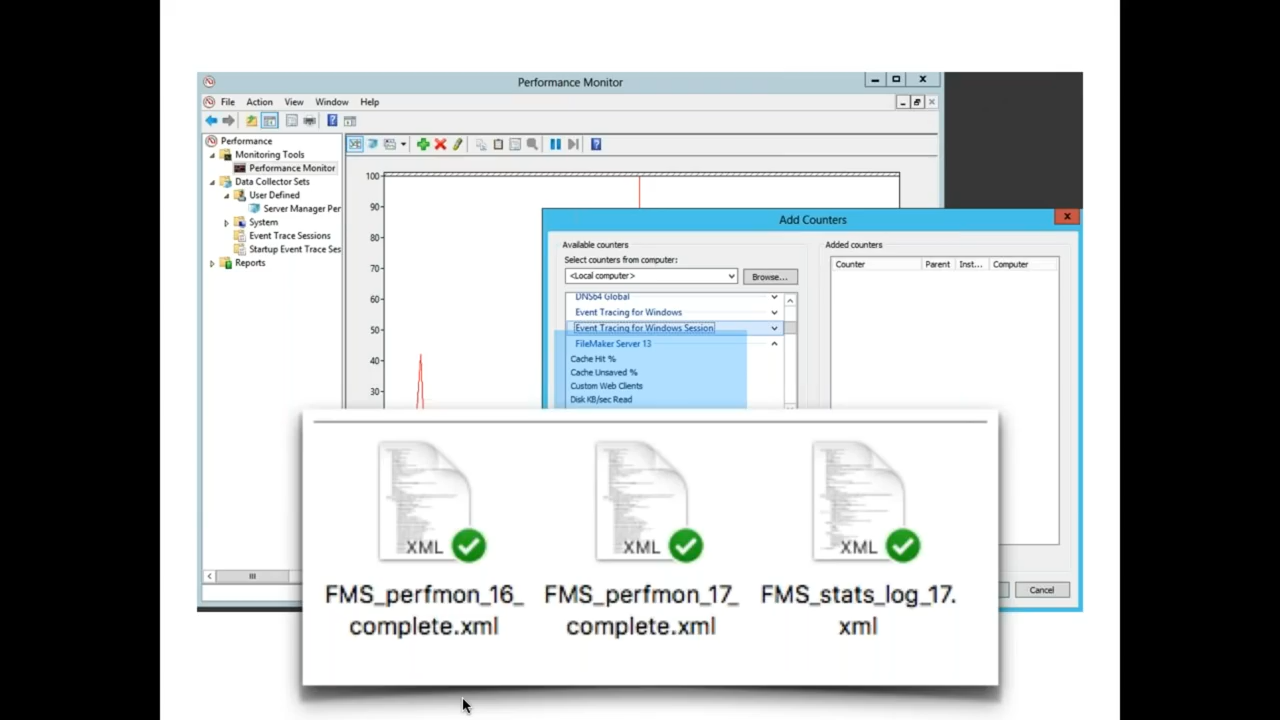 Performance Monitor
File Action View Window Help
Performance
Monitoring Tools
Performance Monitor
Data Collector Sets
User Defined
Server Manager Per
System
Event Trace Sessions
Startup Event Trace Ses
Reports
100
90
80
70
60
50
40
30
Add Counters
Available counters
Select counters from computer:
<Local computer>
Browse...
DNS64 Global
Event Tracing for Windows
Event Tracing for Windows Session
FileMaker Server 13
Cache Hit %
Cache Unsaved %
Custom Web Clients
Disk KB/sec Read
Added counters
Counter Parent Inst... Computer
Cancel
XML
FMS_perfmon_16_
complete.xml
XML
FMS_perfmon_17_
complete.xml
XML
FMS_stats_log_17.
xml